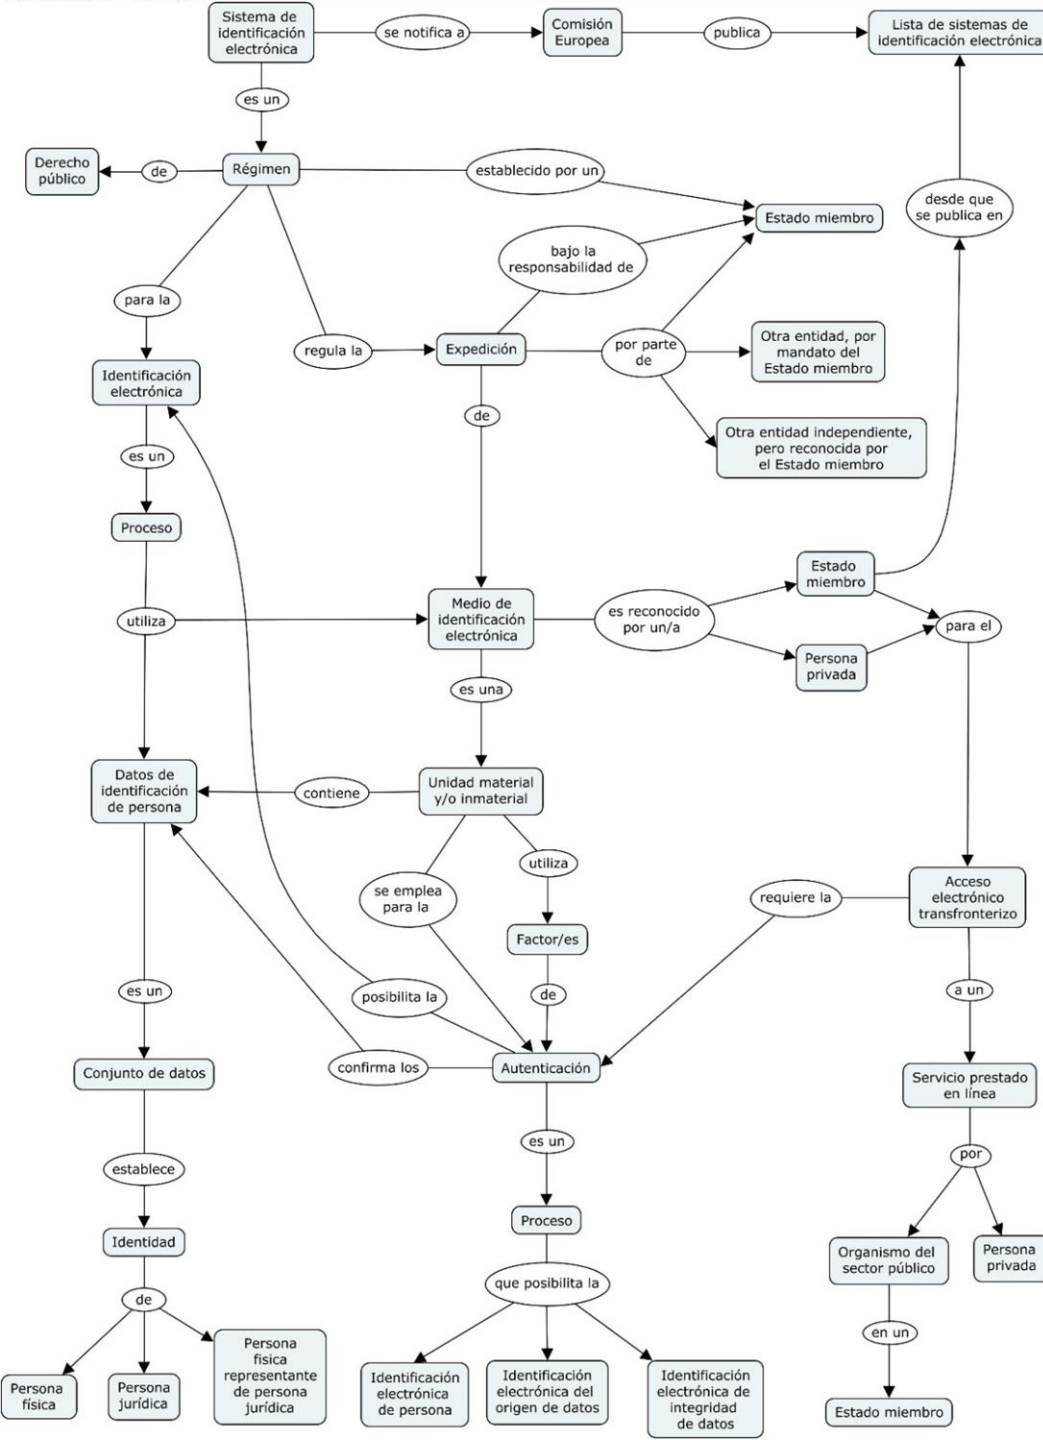 Sistema de
identificación
electrónica
se notifica a
Comisión
Europea
publica
Lista de sistemas de
identificación electrónica
es un
Derecho
público
de
Régimen
establecido por un
Estado miembro
desde que
se publica en
bajo la
responsabilidad de
para la
regula la
Expedición
por parte
de
Otra entidad, por
mandato del
Estado miembro
Identificación
electrónica
de
Otra entidad independiente,
pero reconocida por
el Estado miembro
es un
Proceso
utiliza
Medio de
identificación
electrónica
es reconocido
por un/a
Estado
miembro
Persona
privada
para el
es una
Datos de
identificación
de persona
contiene
Unidad material
y/o inmaterial
utiliza
se emplea
para la
Factor/es
de
requiere la
Acceso
electrónico
transfronterizo
es un
posibilita la
a un
confirma los
Autenticación
Conjunto de datos
Servicio prestado
en línea
es un
por
establece
Proceso
Identidad
que posibilita la
Organismo del
sector público
Persona
privada
de
en un
Persona
física
Persona
jurídica
Persona
fisica
representante
de persona
jurídica
Identificación
electrónica
de persona
Identificación
electrónica del
origen de datos
Identificación
electrónica de
integridad
de datos
Estado miembro